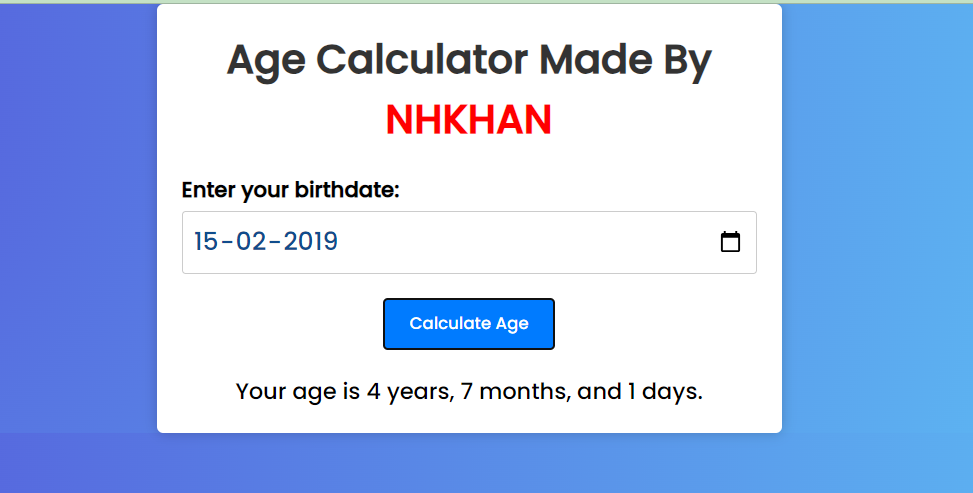 Age Calculator Made By
NHKHAN
Enter your birthdate:
15-02-2019
Calculate Age
Your age is 4 years, 7 months, and 1 days.